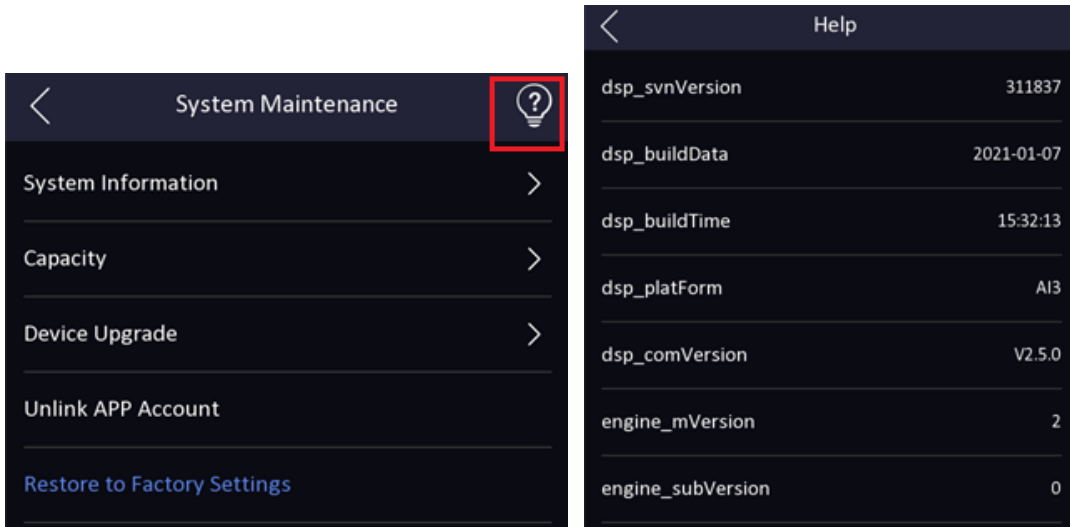 System Maintenance
System Information
Capacity
Device Upgrade
Unlink APP Account
Restore to Factory Settings
Help
dsp_svnVersion 311837
dsp_buildData 2021-01-07
dsp_buildTime 15:32:13
dsp_platForm AI3
dsp_comVersion V2.5.0
engine_mVersion 2
engine_subVersion 0